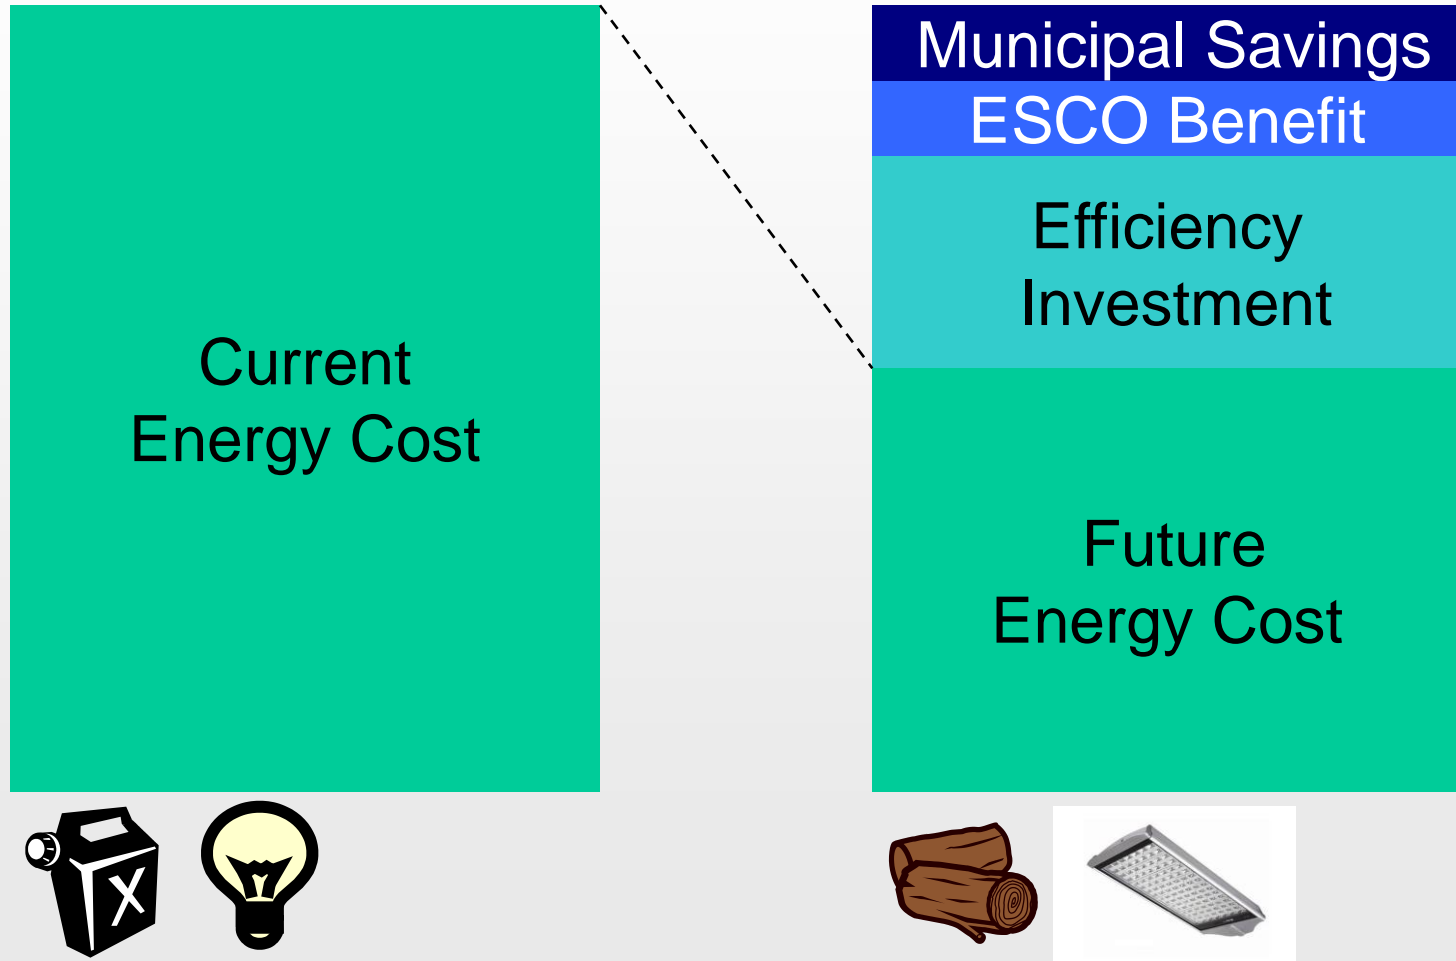 Current
Energy Cost
Municipal Savings
ESCO Benefit
Efficiency
Investment
Future
Energy Cost
X